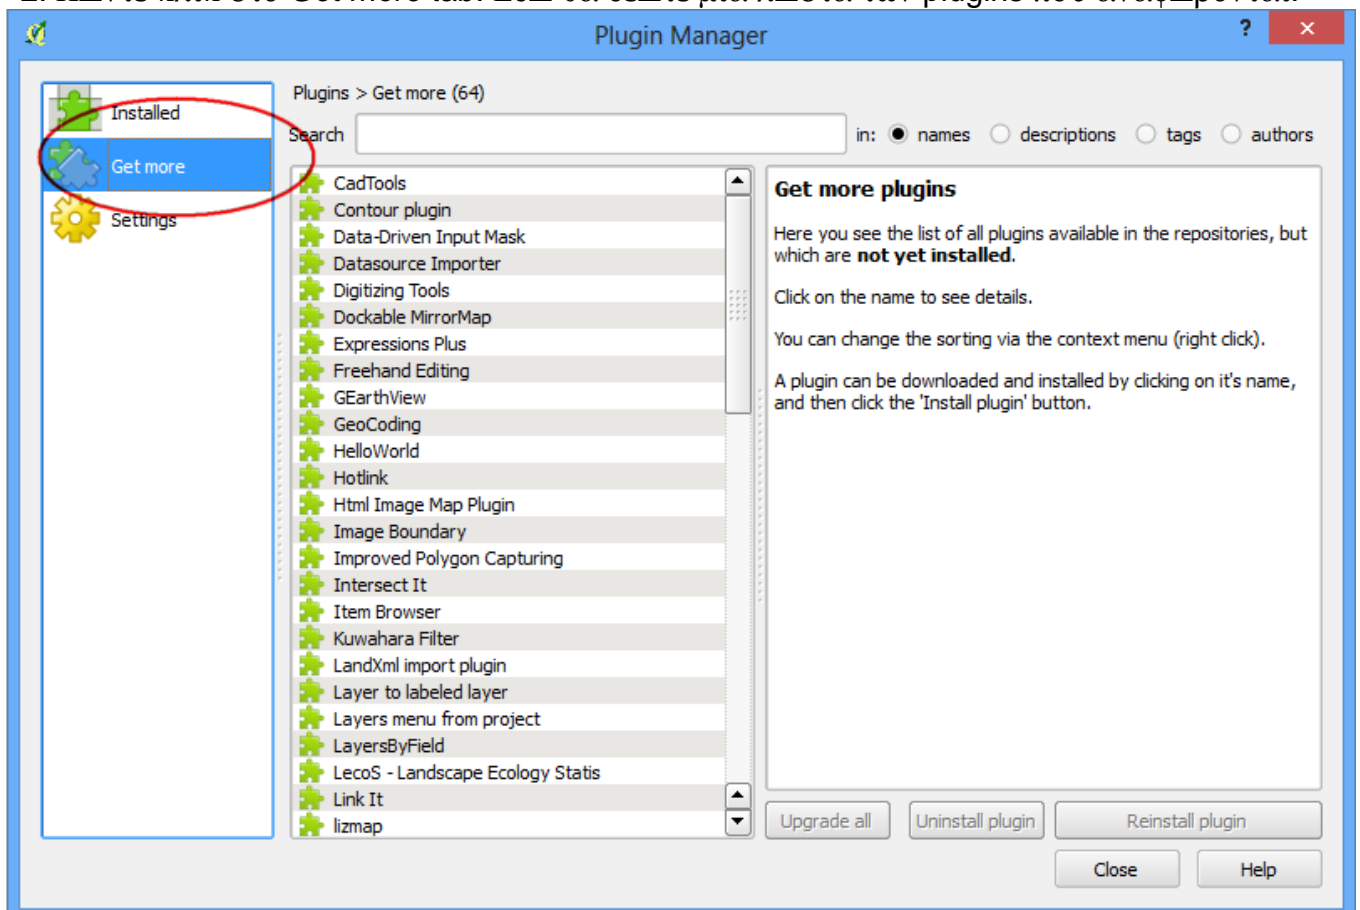 Get more tab.
plugins που
Plugin Manager
?
Installed
Get more
Settings
Plugins > Get more (64)
Search
in: names descriptions tags authors
CadTools
Contour plugin
Data-Driven Input Mask
Datasource Importer
Digitizing Tools
Dockable MirrorMap
Expressions Plus
Freehand Editing
GEarthView
GeoCoding
HelloWorld
Hotlink
Html Image Map Plugin
Image Boundary
Improved Polygon Capturing
Intersect It
Item Browser
Kuwahara Filter
LandXml import plugin
Layer to labeled layer
Layers menu from project
LayersByField
LecoS - Landscape Ecology Statis
Link It
lizmap
Get more plugins
Here you see the list of all plugins available in the repositories, but
which are not yet installed.
Click on the name to see details.
You can change the sorting via the context menu (right click).
A plugin can be downloaded and installed by clicking on it's name,
and then click the 'Install plugin' button.
Upgrade all
Uninstall plugin
Reinstall plugin
Close
Help